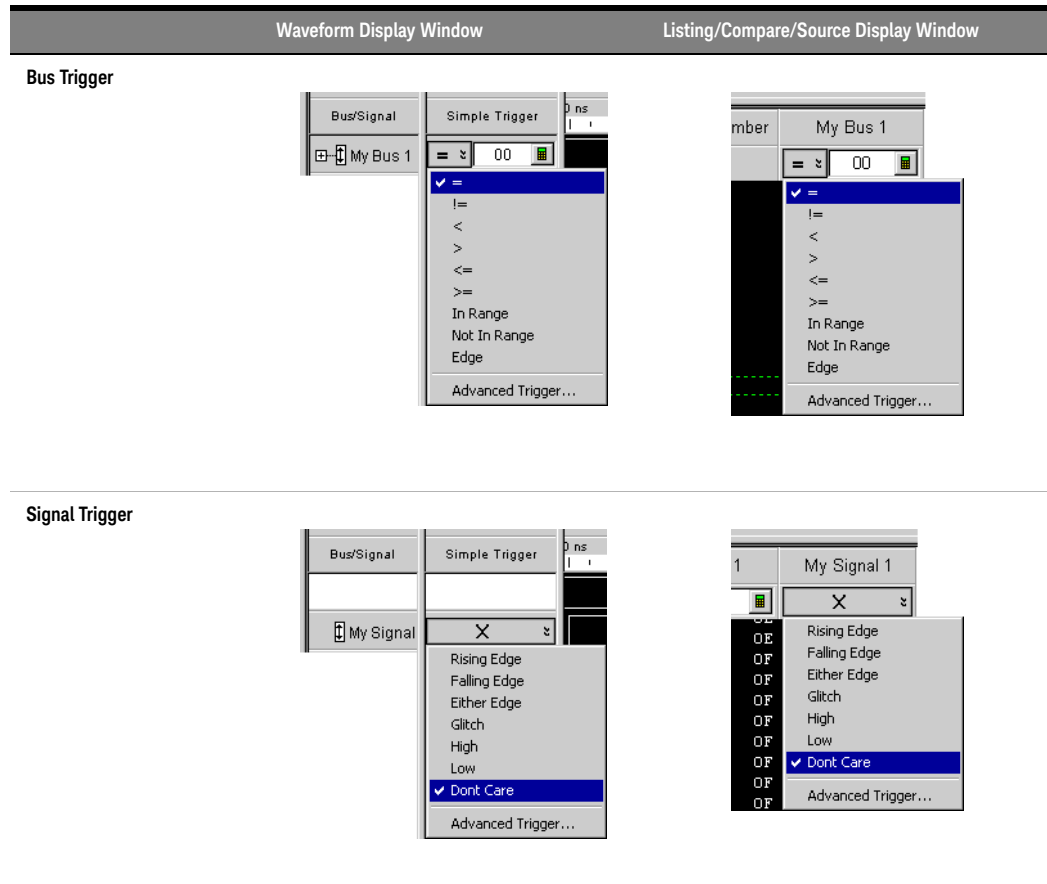 Waveform Display Window
Listing/Compare/Source Display Window
Bus Trigger
Bus/Signal
Simple Trigger
0 ns
My Bus 1
= 00
=
!=
<
>
<=
>=
In Range
Not In Range
Edge
Advanced Trigger...
mber
My Bus 1
= 00
=
!=
<
>
<=
>=
In Range
Not In Range
Edge
Advanced Trigger...
Signal Trigger
Bus/Signal
Simple Trigger
0 ns
My Signal
X
Rising Edge
Falling Edge
Either Edge
Glitch
High
Low
Dont Care
Advanced Trigger...
1
My Signal 1
X
0E
0F
0F
0F
0F
0F
0F
0F
0F
Rising Edge
Falling Edge
Either Edge
Glitch
High
Low
Dont Care
Advanced Trigger...